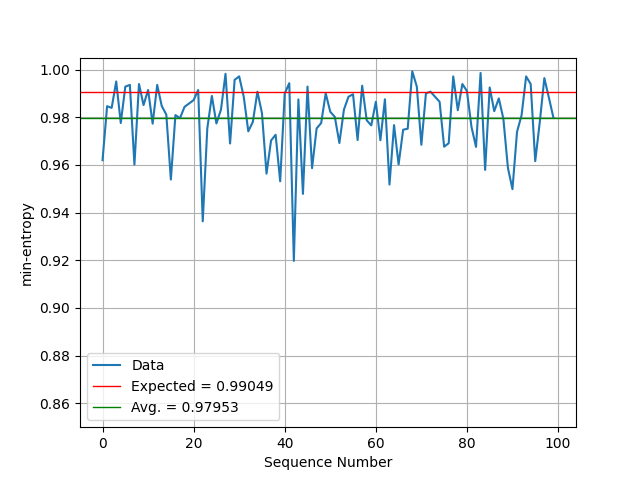 1.00
0.98
0.96
0.94
0.92
0.90
0.88
0.86
min-entropy
Data
Expected = 0.99049
Avg. = 0.97953
0 20 40 60 80 100
Sequence Number